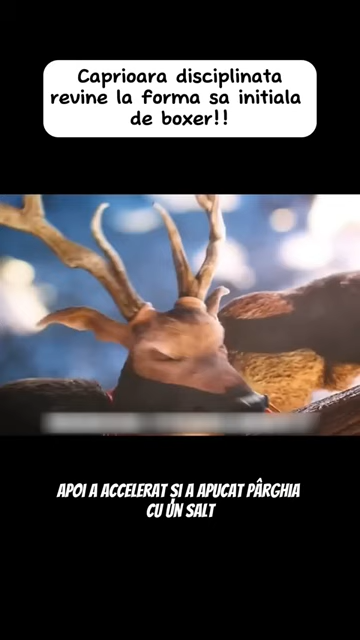 Caprioara disciplinata
revine la forma sa initiala
de boxer!!
APOI A ACCELERAT ȘI A APUCAT PÂRGHIA
CU UN SALT